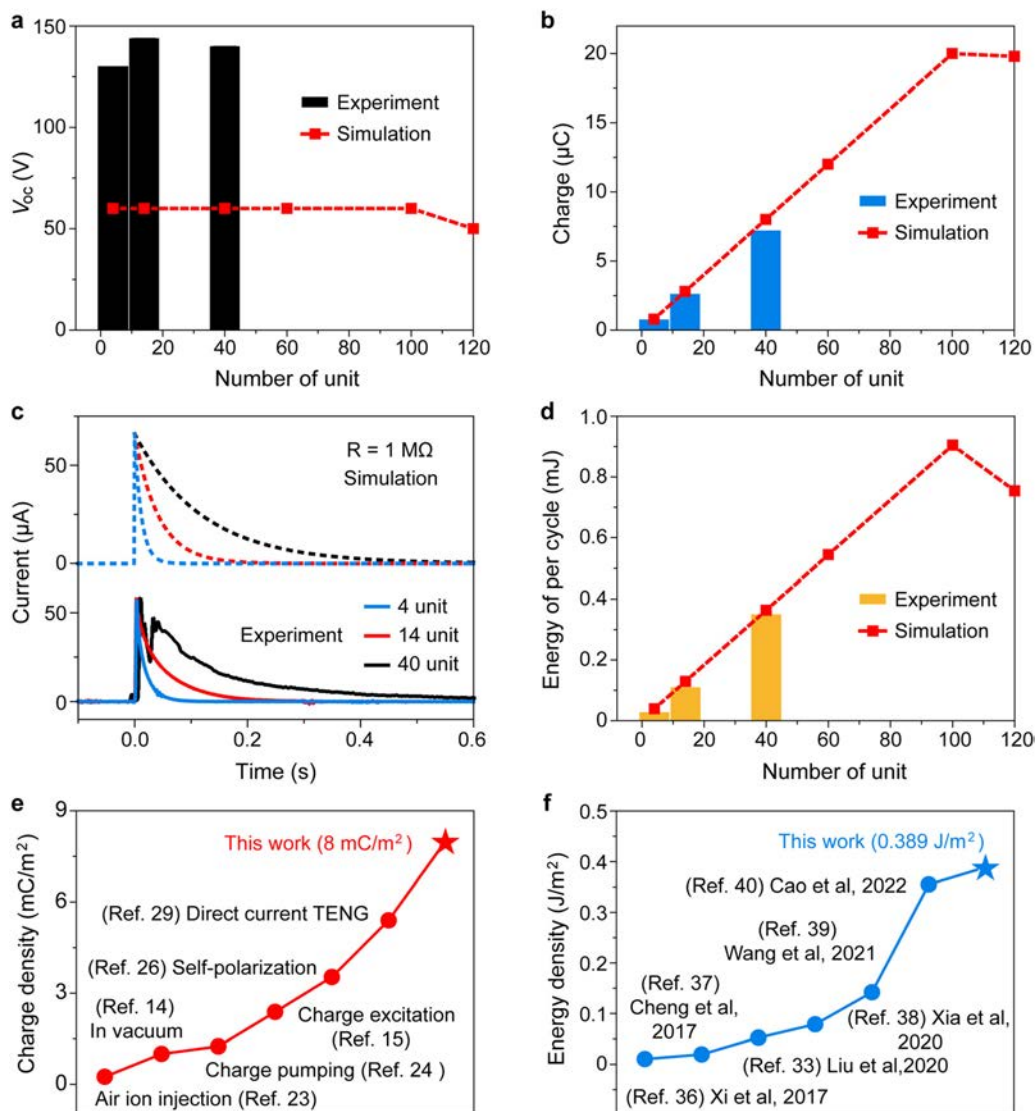 a
150
100
50
0
V_oc (V)
Experiment
Simulation
0 20 40 60 80 100 120
Number of unit
b
20
15
10
5
0
Charge (μC)
Experiment
Simulation
0 20 40 60 80 100 120
Number of unit
c
R = 1 MΩ
Simulation
50
0
50
0
Current (μA)
Experiment
4 unit
14 unit
40 unit
0.0 0.2 0.4 0.6
Time (s)
d
1.0
0.8
0.6
0.4
0.2
0
Energy of per cycle (mJ)
Experiment
Simulation
0 20 40 60 80 100 120
Number of unit
e
9
6
3
0
Charge density (mC/m²)
This work (8 mC/m²)
(Ref. 29) Direct current TENG
(Ref. 26) Self-polarization
(Ref. 14)
In vacuum
Charge excitation
(Ref. 15)
Charge pumping (Ref. 24 )
Air ion injection (Ref. 23)
f
0.5
0.4
0.3
0.2
0.1
0
Energy density (J/m²)
This work (0.389 J/m²)
(Ref. 40) Cao et al, 2022
(Ref. 39)
Wang et al, 2021
(Ref. 37)
Cheng et al,
2017
(Ref. 38) Xia et al,
2020
(Ref. 33) Liu et al,2020
(Ref. 36) Xi et al, 2017